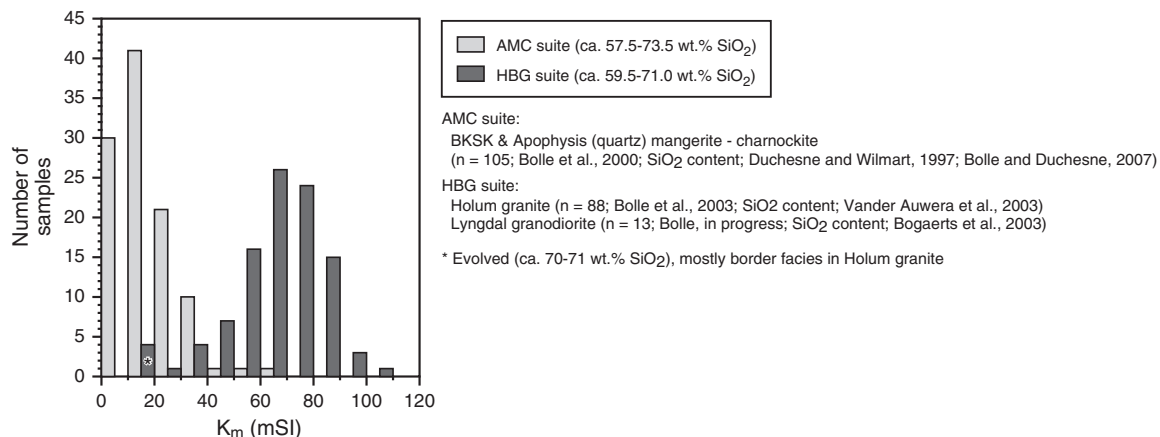 45
40
35
30
25
20
15
10
5
0
Number of
samples
*
0 20 40 60 80 100 120
Km (mSI)
AMC suite (ca. 57.5-73.5 wt.% SiO2)
HBG suite (ca. 59.5-71.0 wt.% SiO2)
AMC suite:
BKSK & Apophysis (quartz) mangerite - charnockite
(n = 105; Bolle et al., 2000; SiO2 content; Duchesne and Wilmart, 1997; Bolle and Duchesne, 2007)
HBG suite:
Holum granite (n = 88; Bolle et al., 2003; SiO2 content; Vander Auwera et al., 2003)
Lyngdal granodiorite (n = 13; Bolle, in progress; SiO2 content; Bogaerts et al., 2003)
* Evolved (ca. 70-71 wt.% SiO2), mostly border facies in Holum granite